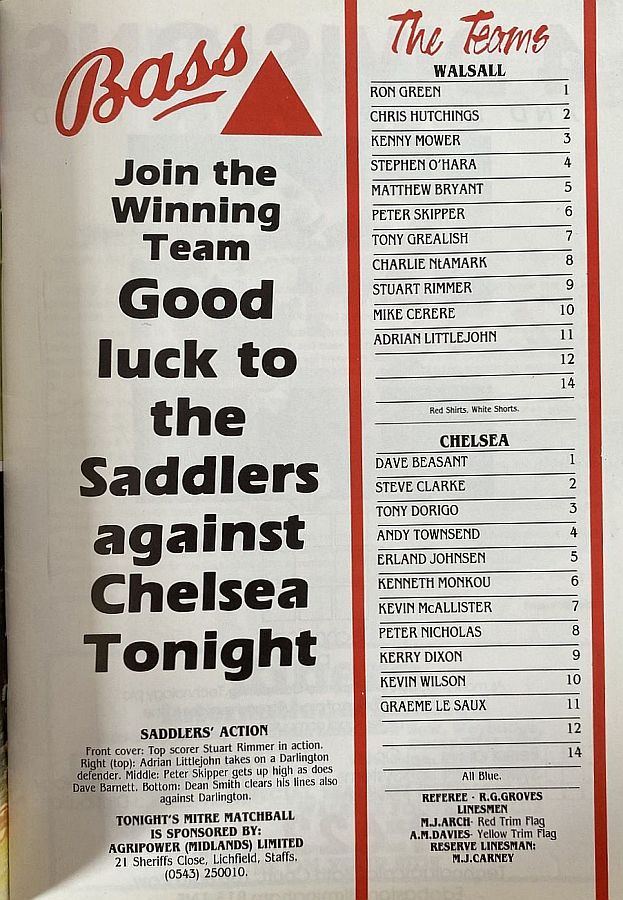 Bass
Join the
Winning
Team
Good
luck to
the
Saddlers
against
Chelsea
Tonight
SADDLERS' ACTION
Front cover: Top scorer Stuart Rimmer in action.
Right (top): Adrian Littlejohn takes on a Darlington
defender. Middle: Peter Skipper gets up high as does
Dave Barnett. Bottom: Dean Smith clears his lines also
against Darlington.
TONIGHT'S MITRE MATCHBALL
IS SPONSORED BY:
AGRIPOWER (MIDLANDS) LIMITED
21 Sheriffs Close, Lichfield, Staffs.
(0543) 250010.
The Teams
WALSALL
RON GREEN 1
CHRIS HUTCHINGS 2
KENNY MOWER 3
STEPHEN O'HARA 4
MATTHEW BRYANT 5
PETER SKIPPER 6
TONY GREALISH 7
CHARLIE NtAMARK 8
STUART RIMMER 9
MIKE CERERE 10
ADRIAN LITTLEJOHN 11
12
14
Red Shirts. White Shorts.
CHELSEA
DAVE BEASANT 1
STEVE CLARKE 2
TONY DORIGO 3
ANDY TOWNSEND 4
ERLAND JOHNSEN 5
KENNETH MONKOU 6
KEVIN McALLISTER 7
PETER NICHOLAS 8
KERRY DIXON 9
KEVIN WILSON 10
GRAEME LE SAUX 11
12
14
All Blue.
REFEREE - R.G.GROVES
LINESMEN
M.J.ARCH- Red Trim Flag
A.M.DAVIES- Yellow Trim Flag
RESERVE LINESMAN:
M.J.CARNEY